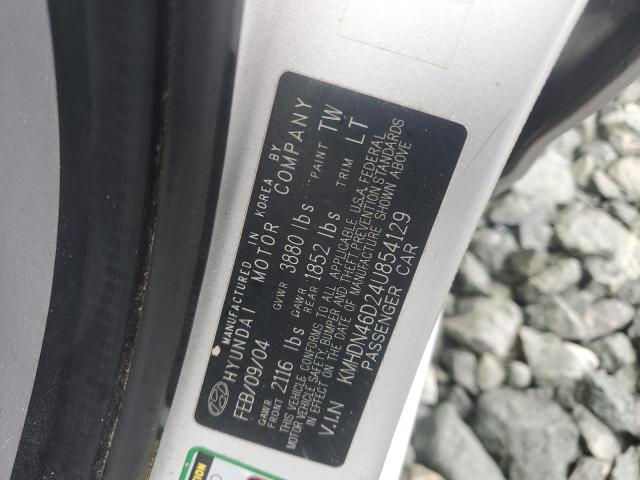 MANUFACTURED IN KOREA BY
HYUNDAI MOTOR COMPANY
FEB/09/04 GVWR 3880 lbs PAINT TW
GAWR FRONT 2116 lbs GAWR REAR 1852 lbs TRIM LT
THIS VEHICLE CONFORMS TO ALL APPLICABLE U.S.A. FEDERAL
MOTOR VEHICLE SAFETY, BUMPER AND THEFT PREVENTION STANDARDS
IN EFFECT ON THE DATE OF MANUFACTURE SHOWN ABOVE
V.I.N KMHDN46D24U854129
PASSENGER CAR